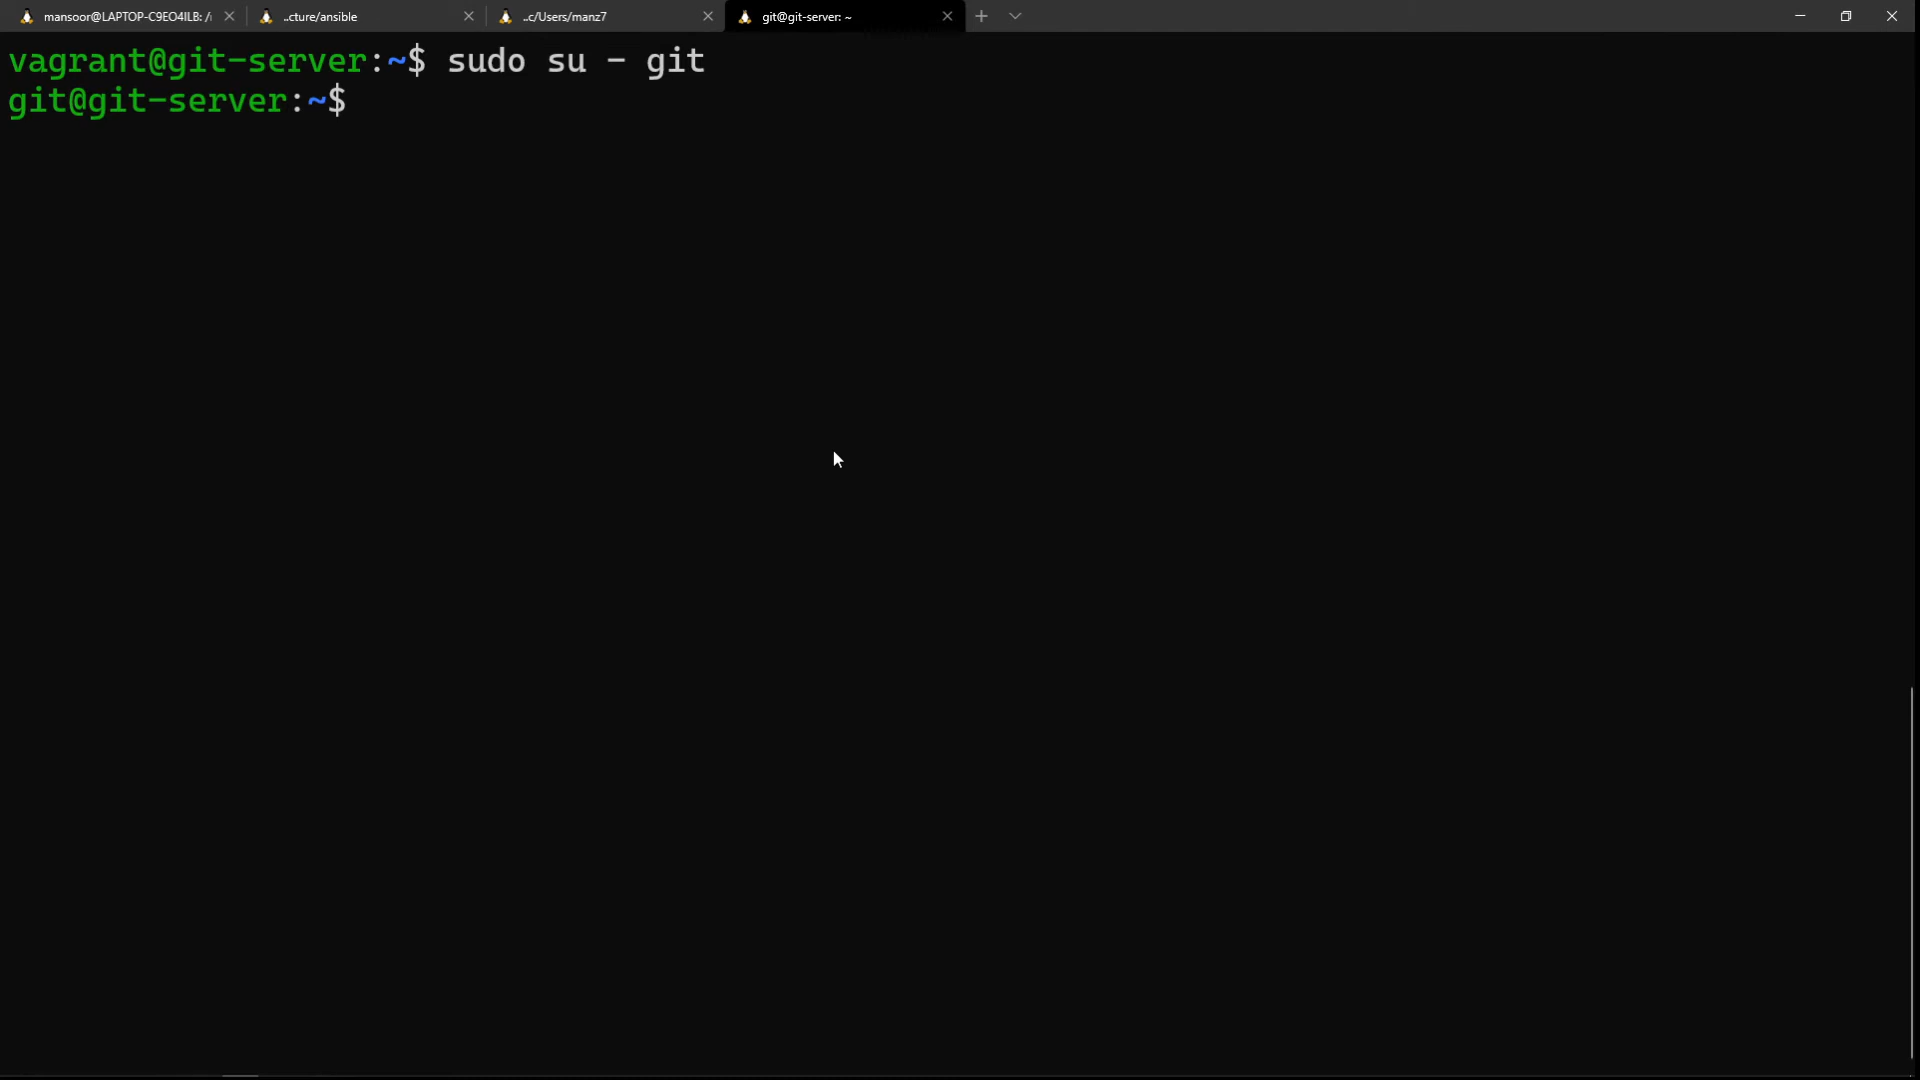 mansoor@LAPTOP-C9EO4ILB: /
..cture/ansible
..c/Users/manz7
git@git-server: ~
vagrant@git-server:~$ sudo su - git
git@git-server:~$